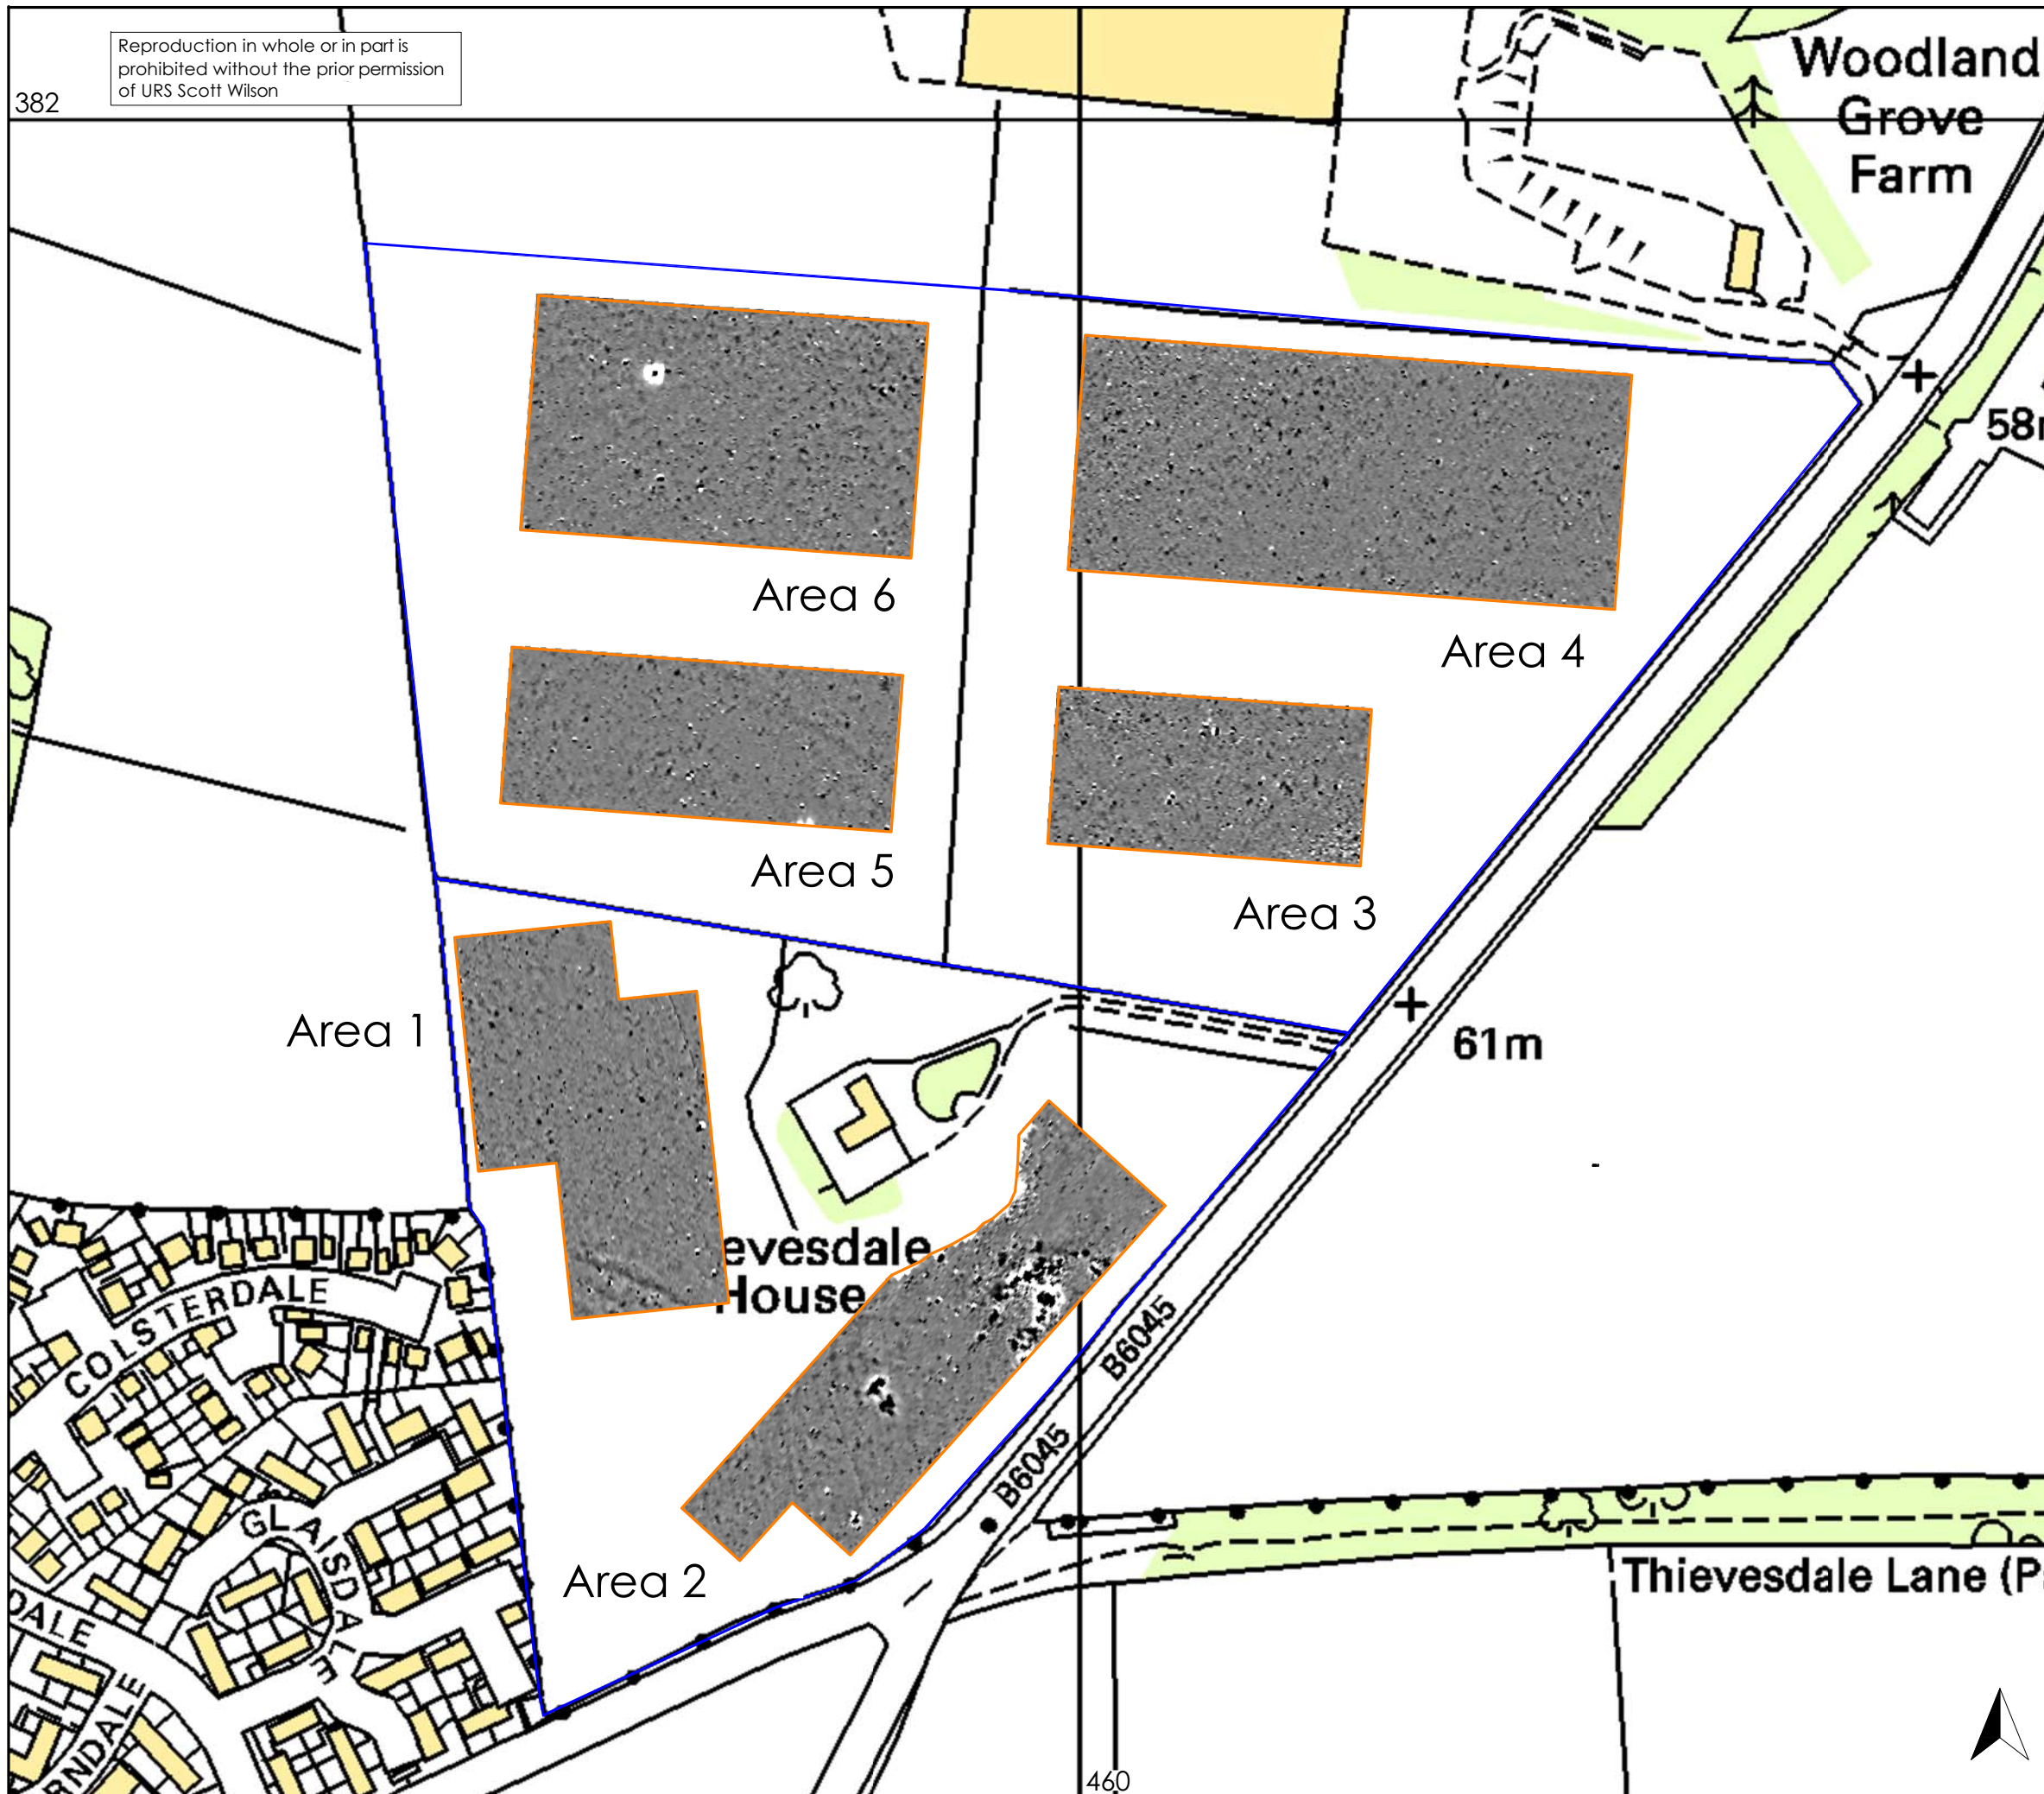 Reproduction in whole or in part is
prohibited without the prior permission
of URS Scott Wilson
382
Woodland
Grove
Farm
58m
Area 6
Area 4
Area 5
Area 3
Area 1
61m
evesdale
House
COLSTERDALE
B6045
B6045
GLAISDALE
Area 2
Thievesdale Lane (P
DALE
RNDALE
460